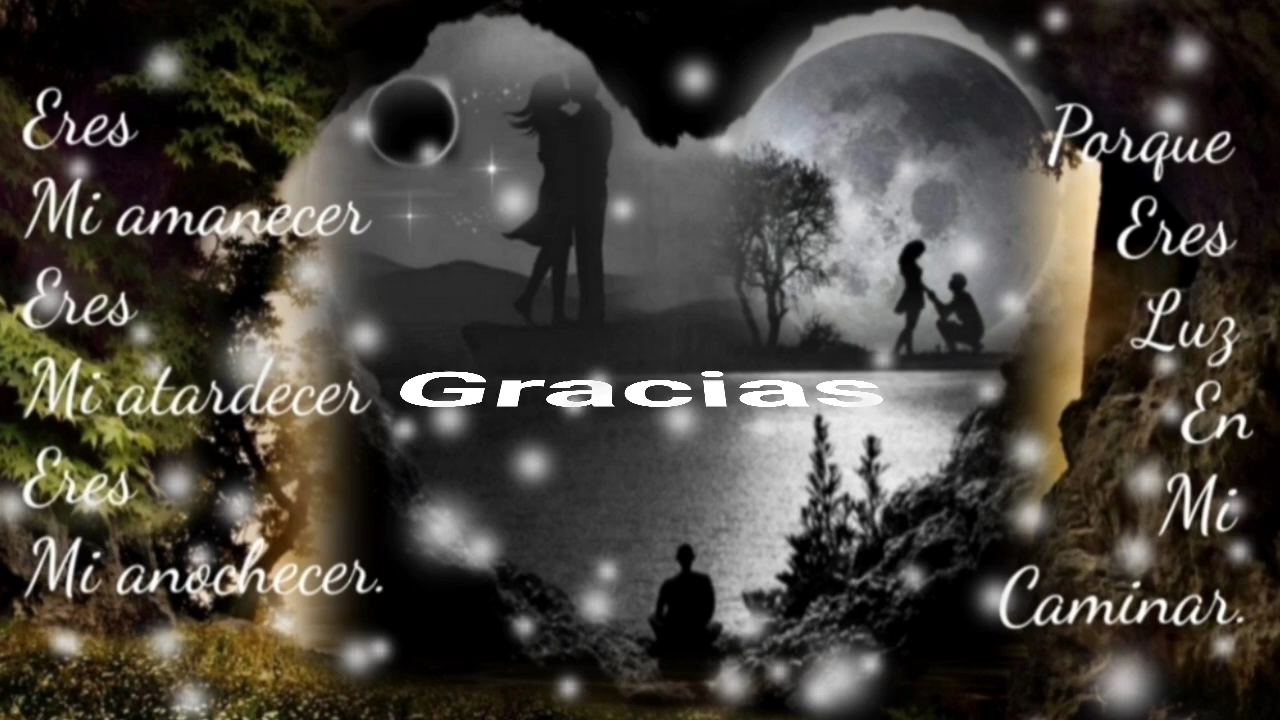 Eres
Mi amanecer
Eres
Mi atardecer
Eres
Mi anochecer.
Gracias
Porque
Eres
Luz
En
Mi
Caminar.